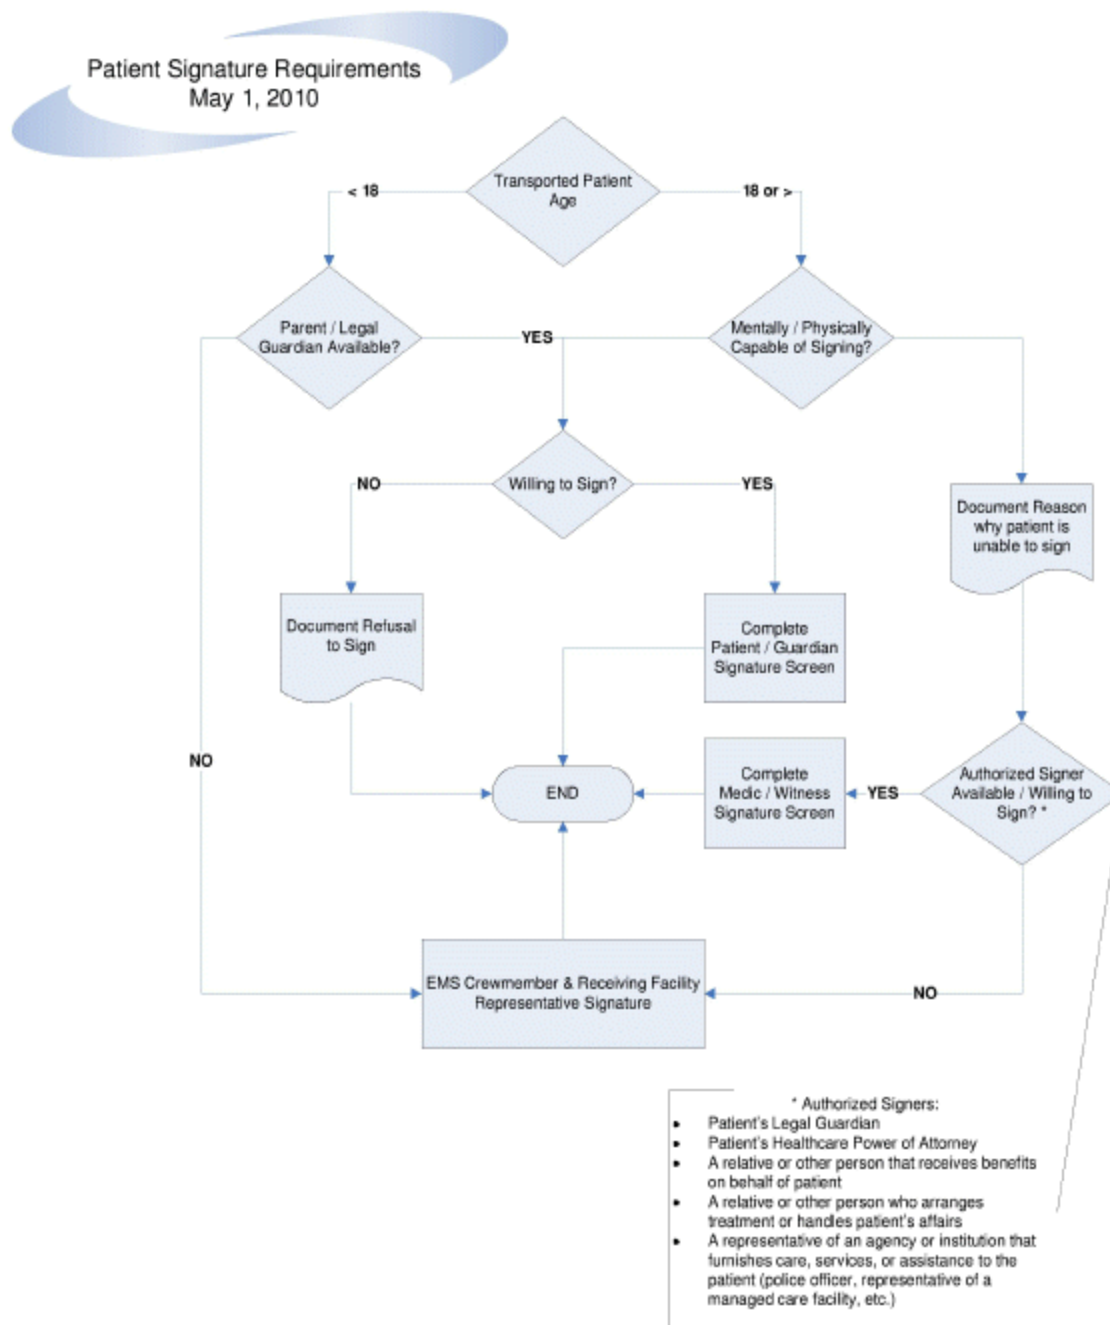 Patient Signature Requirements
May 1, 2010
Transported Patient
Age
< 18
18 or >
Parent / Legal
Guardian Available?
YES
Mentally / Physically
Capable of Signing?
NO
Willing to Sign?
YES
Document Reason
why patient is
unable to sign
Document Refusal
to Sign
Complete
Patient / Guardian
Signature Screen
NO
END
Complete
Medic / Witness
Signature Screen
YES
Authorized Signer
Available / Willing to
Sign? *
EMS Crewmember & Receiving Facility
Representative Signature
NO
* Authorized Signers:
• Patient's Legal Guardian
• Patient's Healthcare Power of Attorney
• A relative or other person that receives benefits
on behalf of patient
• A relative or other person who arranges
treatment or handles patient's affairs
• A representative of an agency or institution that
furnishes care, services, or assistance to the
patient (police officer, representative of a
managed care facility, etc.)